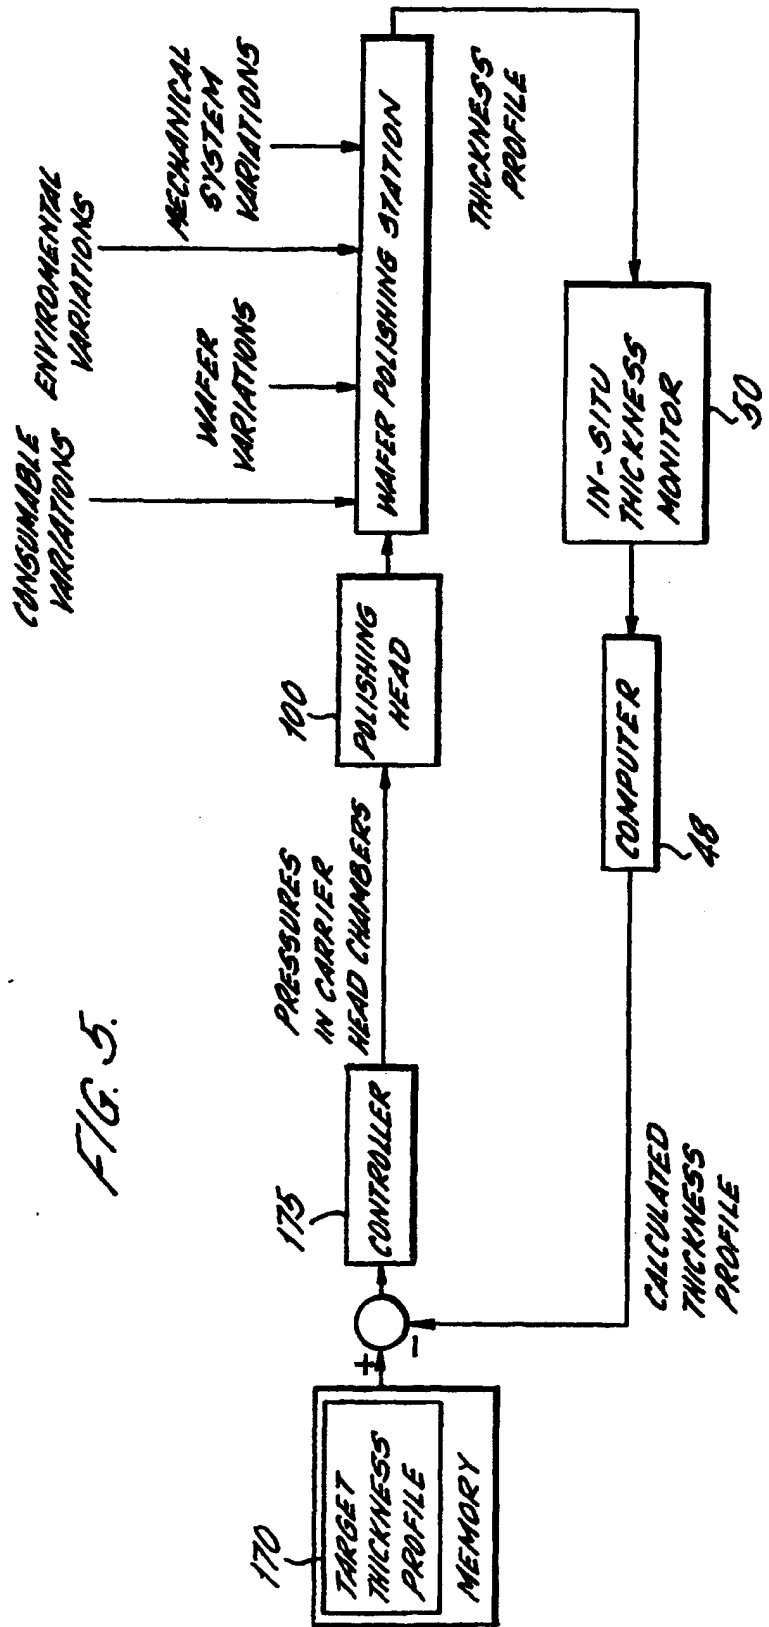 CONSUMABLE
VARIATIONS
ENVIROMENTAL
VARIATIONS
WAFER
VARIATIONS
MECHANICAL
SYSTEM
VARIATIONS
170
TARGET
THICKNESS
PROFILE
MEMORY
+
-
175
CONTROLLER
PRESSURES
IN CARRIER
HEAD CHAMBERS
100
POLISHING
HEAD
WAFER POLISHING STATION
THICKNESS
PROFILE
IN-SITU
THICKNESS
MONITOR
50
COMPUTER
48
CALCULATED
THICKNESS
PROFILE
FIG. 5.